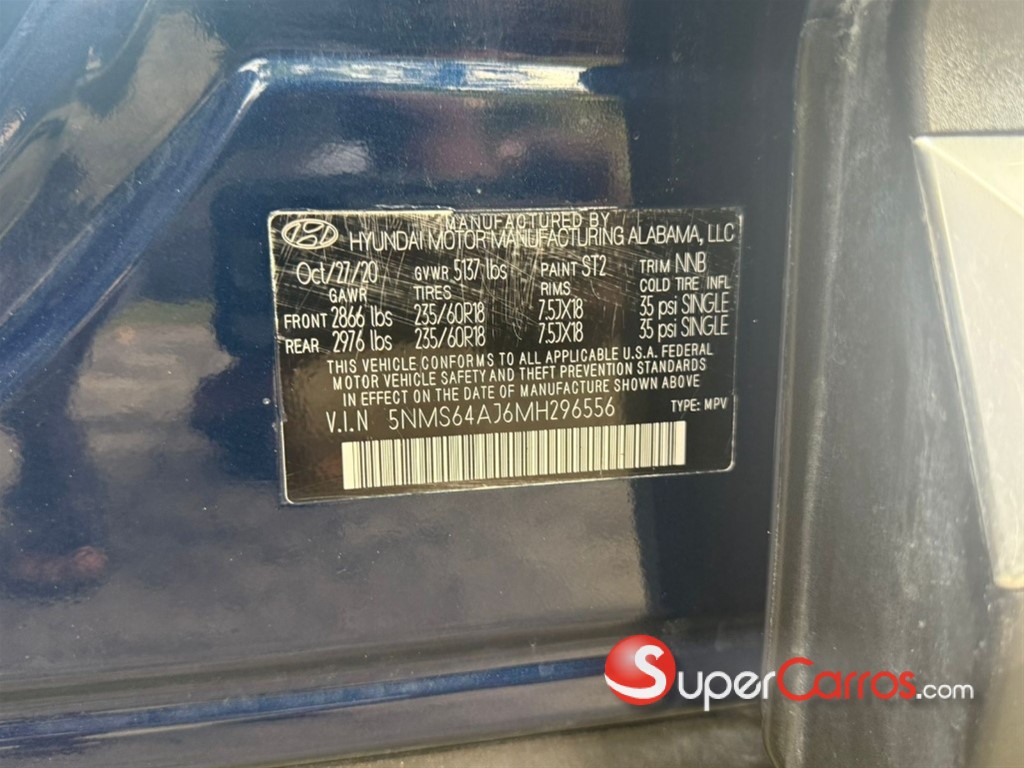 MANUFACTURED BY
HYUNDAI MOTOR MANUFACTURING ALABAMA, LLC
Oct/27/20 GVWR 5137 lbs PAINT ST2 TRIM NNB
GAWR TIRES RIMS COLD TIRE INFL
FRONT 2866 lbs 235/60R18 7.5JX18 35 psi SINGLE
REAR 2976 lbs 235/60R18 7.5JX18 35 psi SINGLE
THIS VEHICLE CONFORMS TO ALL APPLICABLE U.S.A. FEDERAL
MOTOR VEHICLE SAFETY AND THEFT PREVENTION STANDARDS
IN EFFECT ON THE DATE OF MANUFACTURE SHOWN ABOVE
V.I.N 5NMS64AJ6MH296556 TYPE: MPV
S SUPERCARROS.com